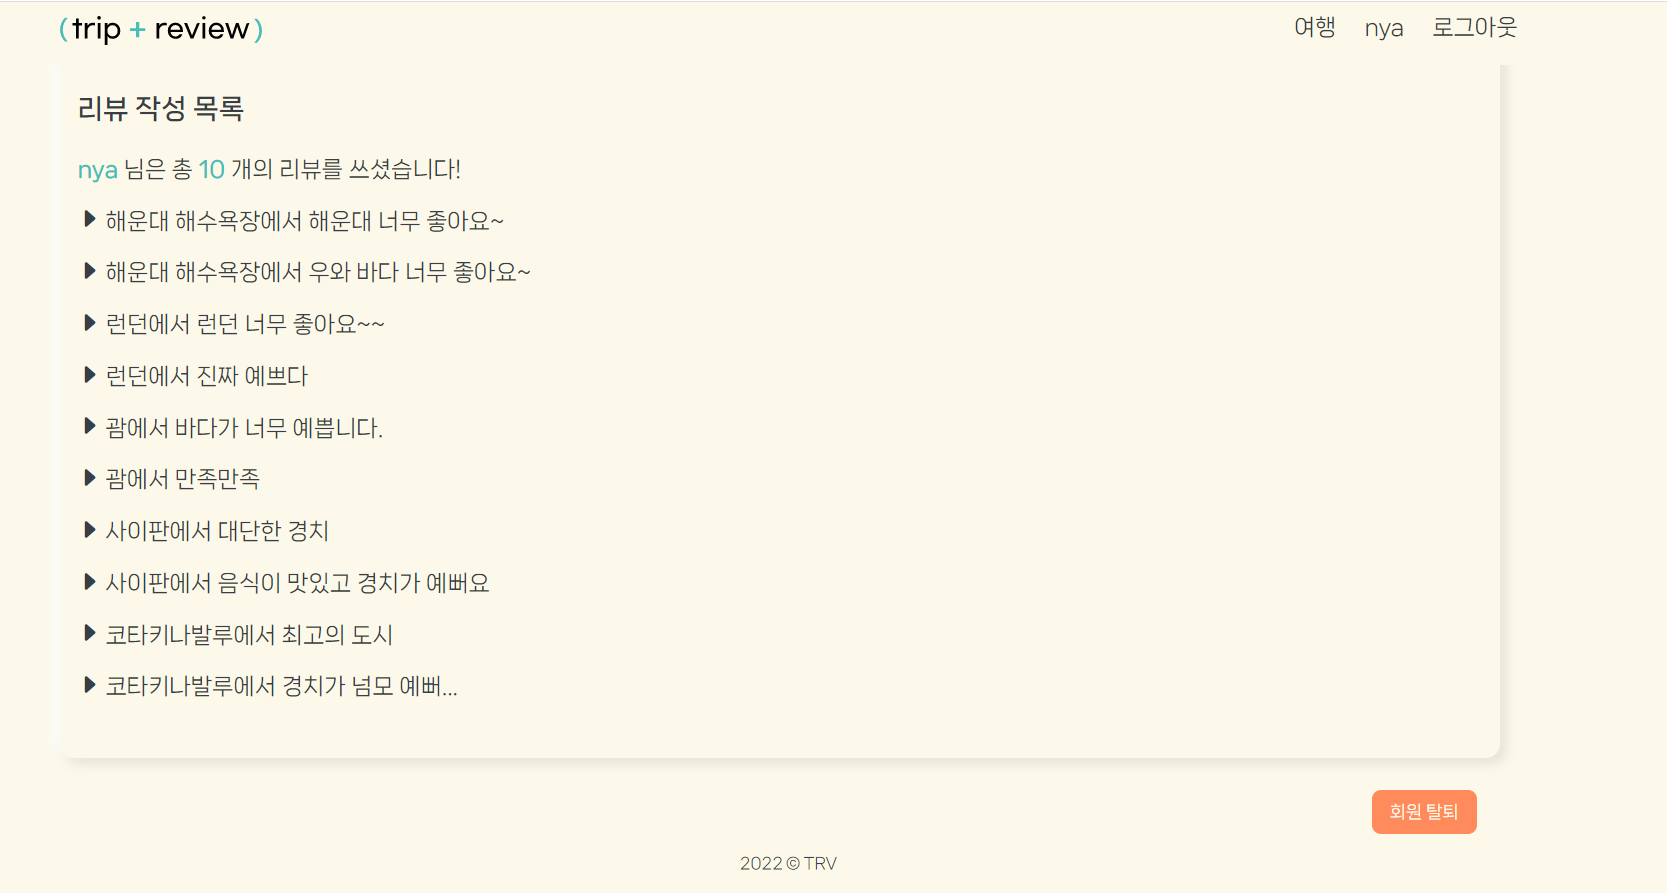 (trip + review)
여행 nya 로그아웃
리뷰 작성 목록
nya 님은 총 10 개의 리뷰를 쓰셨습니다!
해운대 해수욕장에서 해운대 너무 좋아요~
해운대 해수욕장에서 우와 바다 너무 좋아요~
런던에서 런던 너무 좋아요~~
런던에서 진짜 예쁘다
괌에서 바다가 너무 예쁩니다.
괌에서 만족만족
사이판에서 대단한 경치
사이판에서 음식이 맛있고 경치가 예뻐요
코타키나발루에서 최고의 도시
코타키나발루에서 경치가 넘모 예뻐...
회원 탈퇴
2022 © TRV